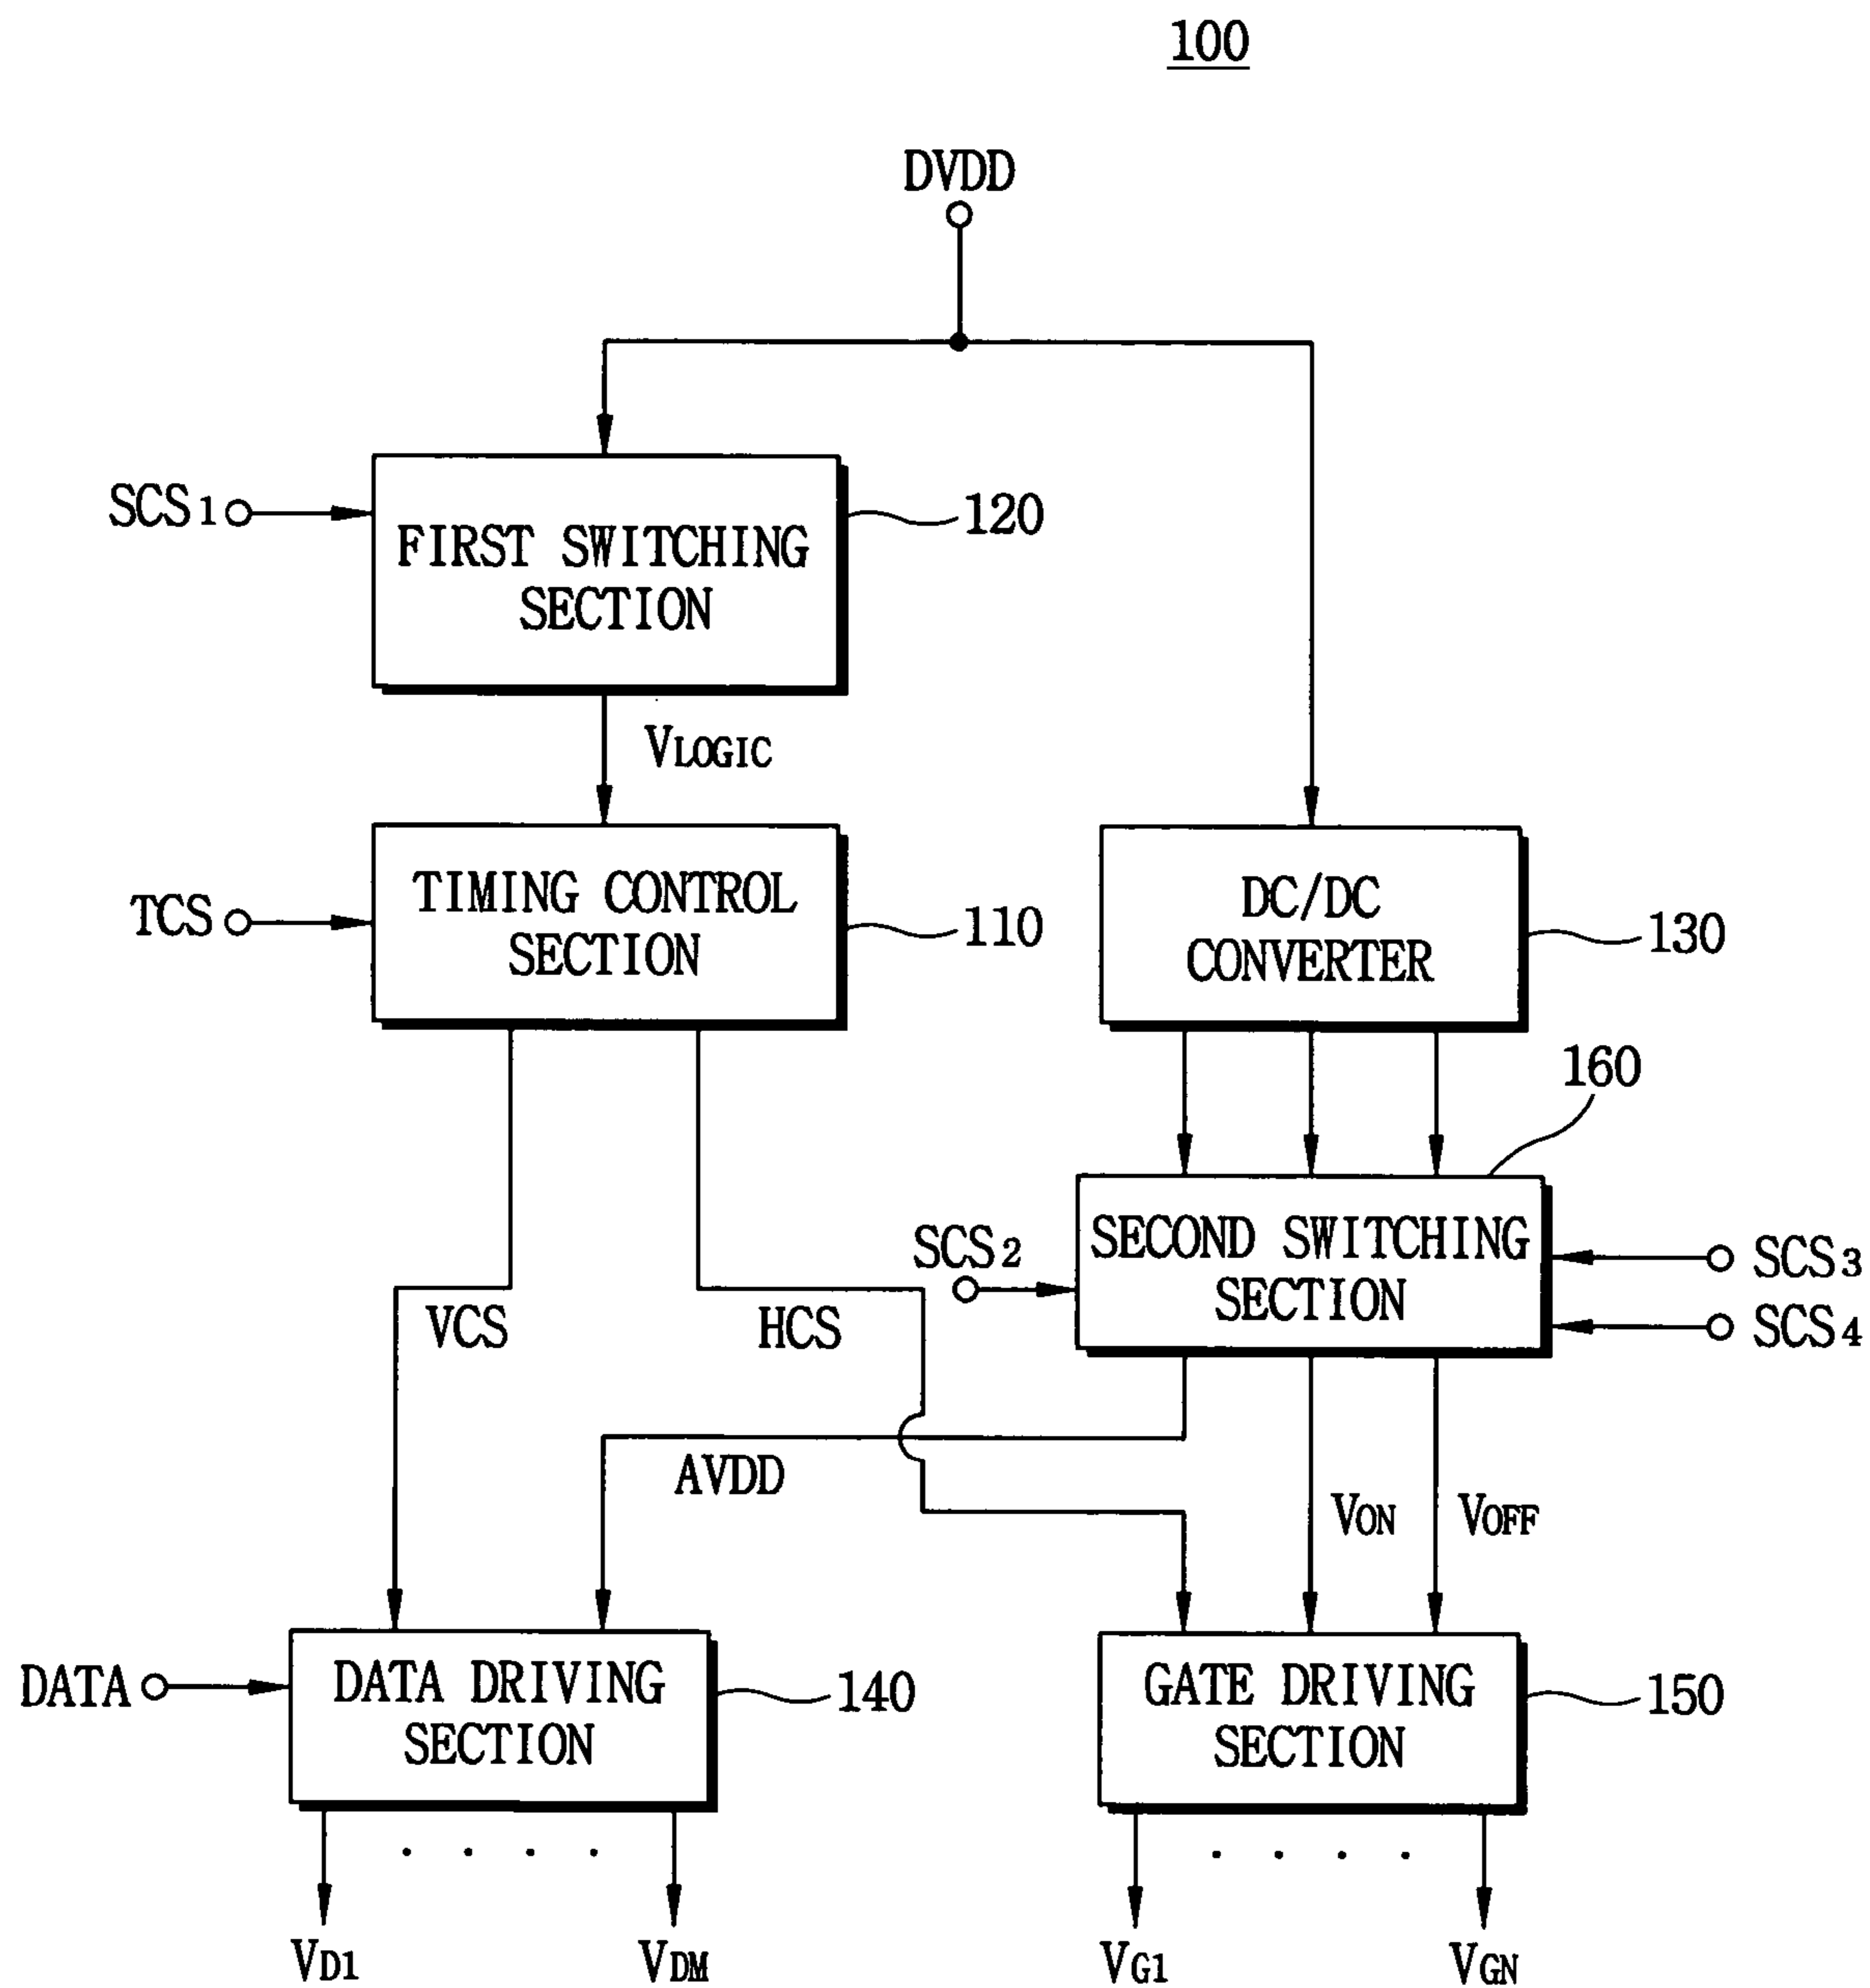 100
DVDD
SCS1
FIRST SWITCHING
SECTION
120
VLOGIC
TCS
TIMING CONTROL
SECTION
110
DC/DC
CONVERTER
130
160
SCS2
SECOND SWITCHING
SECTION
SCS3
SCS4
VCS
HCS
AVDD
VON
VOFF
DATA
DATA DRIVING
SECTION
140
GATE DRIVING
SECTION
150
VD1
VDM
VG1
VGN